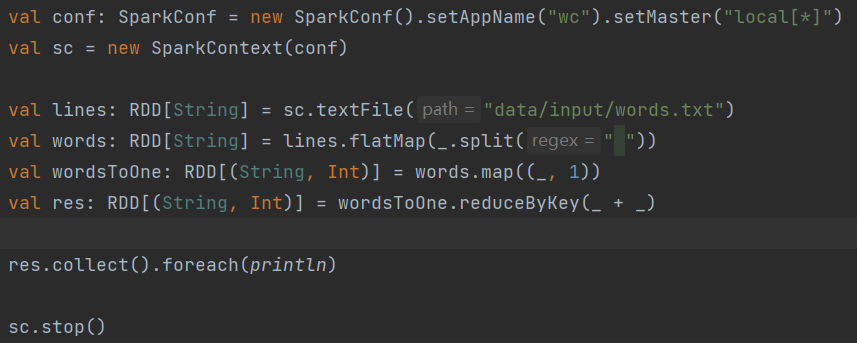 val conf: SparkConf = new SparkConf().setAppName("wc").setMaster("local[*]")
val sc = new SparkContext(conf)
val lines: RDD[String] = sc.textFile( path = "data/input/words.txt")
val words: RDD[String] = lines.flatMap(_.split( regex = " "))
val wordsToOne: RDD[(String, Int)] = words.map((_, 1))
val res: RDD[(String, Int)] = wordsToOne.reduceByKey(_ + _)
res.collect().foreach(println)
sc.stop()